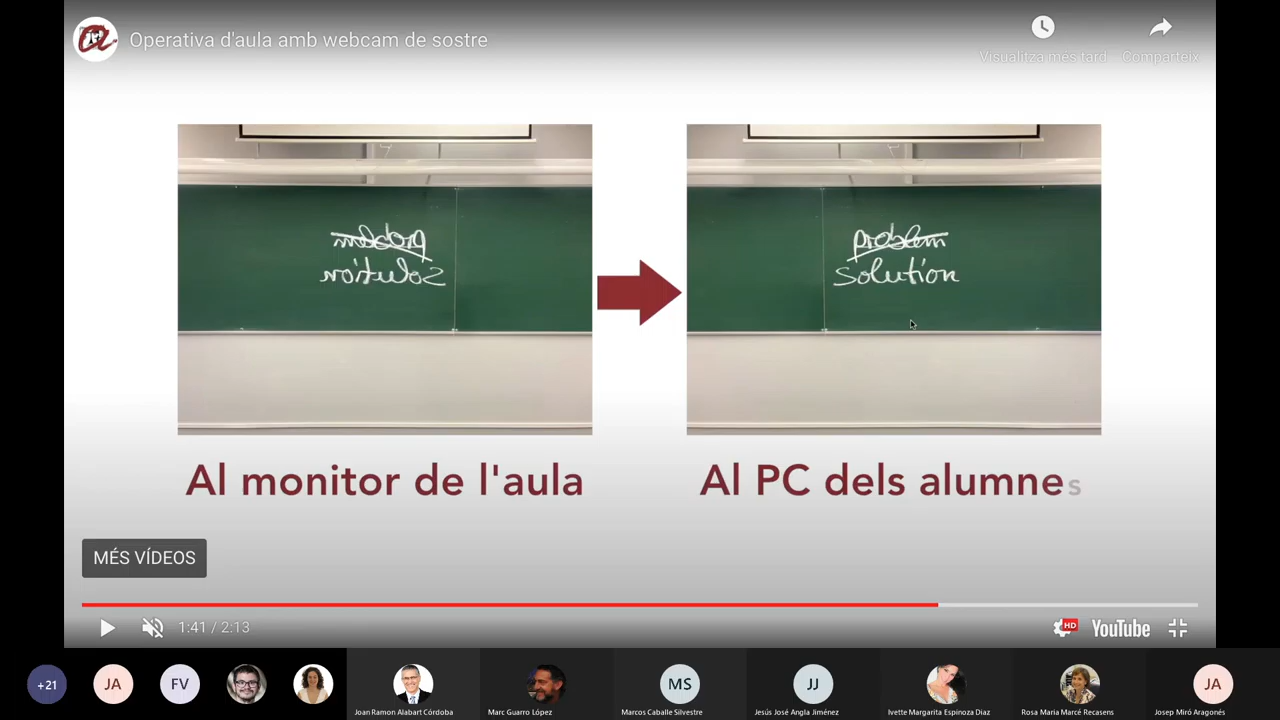 Operativa d'aula amb webcam de sostre
Visualitza més tard
Comparteix
problem
Solution
problem
Solution
Al monitor de l'aula
Al PC dels alumnes
MÉS VÍDEOS
1:41 / 2:13
HD
YouTube
+21
JA
FV
Joan Ramon Alabart Córdoba
Marc Guarro López
MS
Marcos Caballe Silvestre
JJ
Jesús José Angla Jiménez
Ivette Margarita Espinoza Diaz
Rosa Maria Marcé Recasens
JA
Josep Miró Aragonés